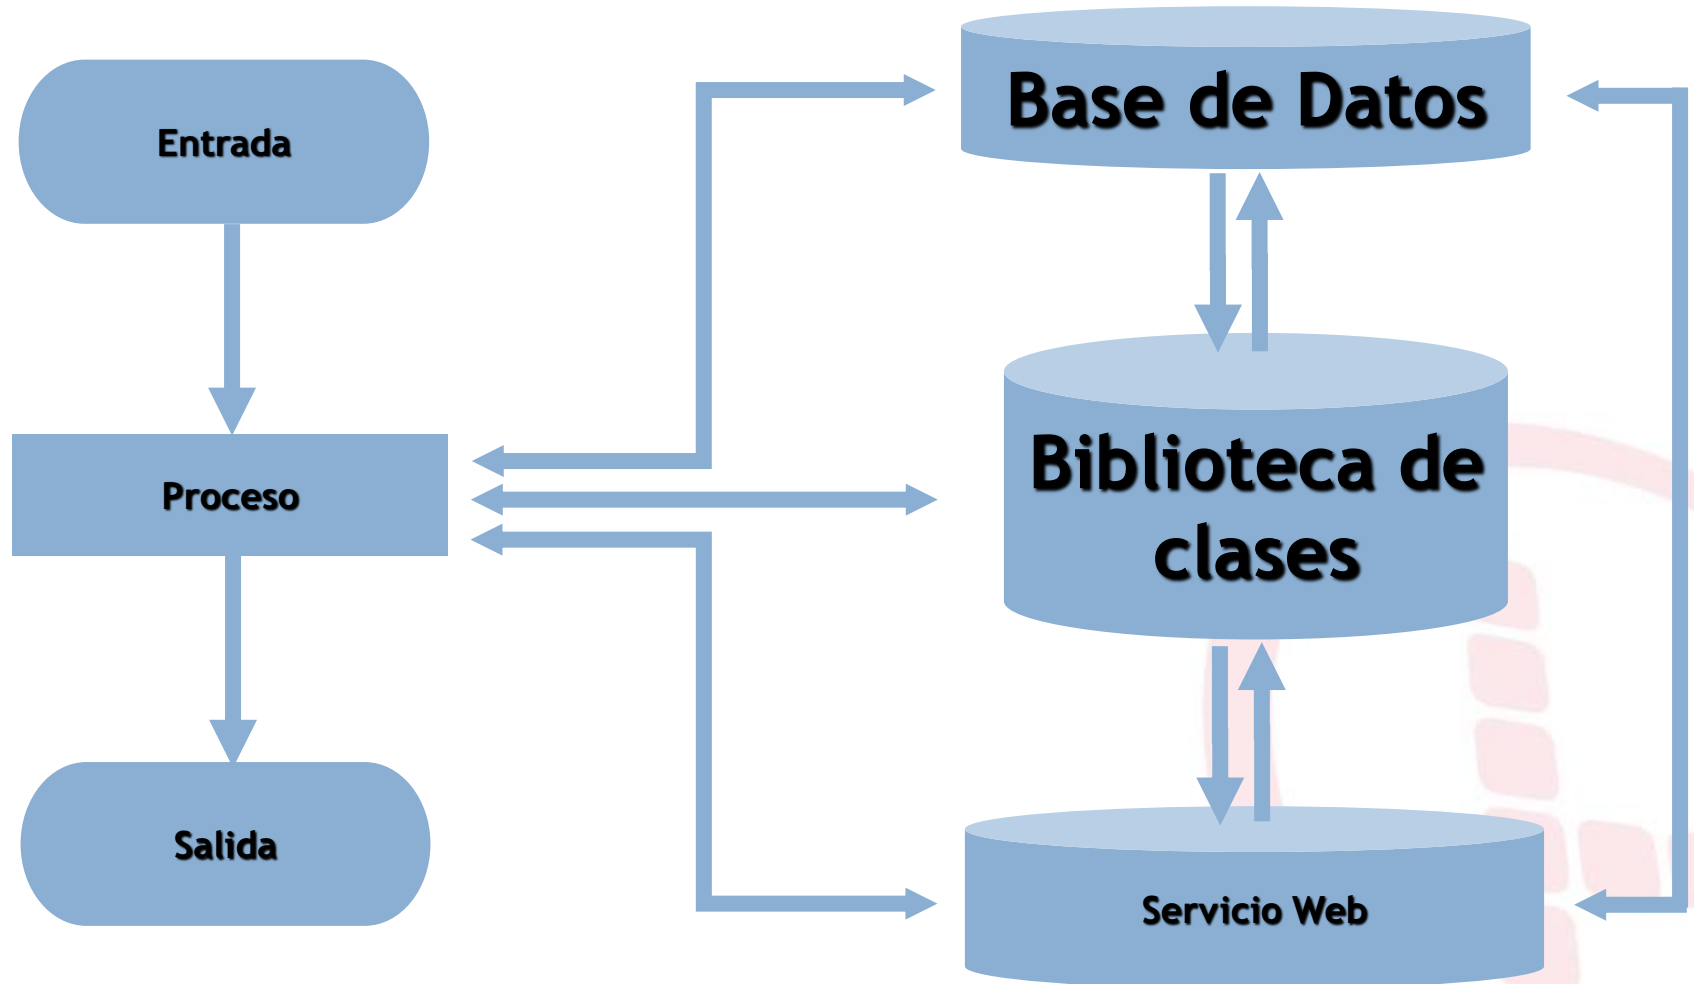 Entrada
Proceso
Salida
Base de Datos
Biblioteca de
clases
Servicio Web